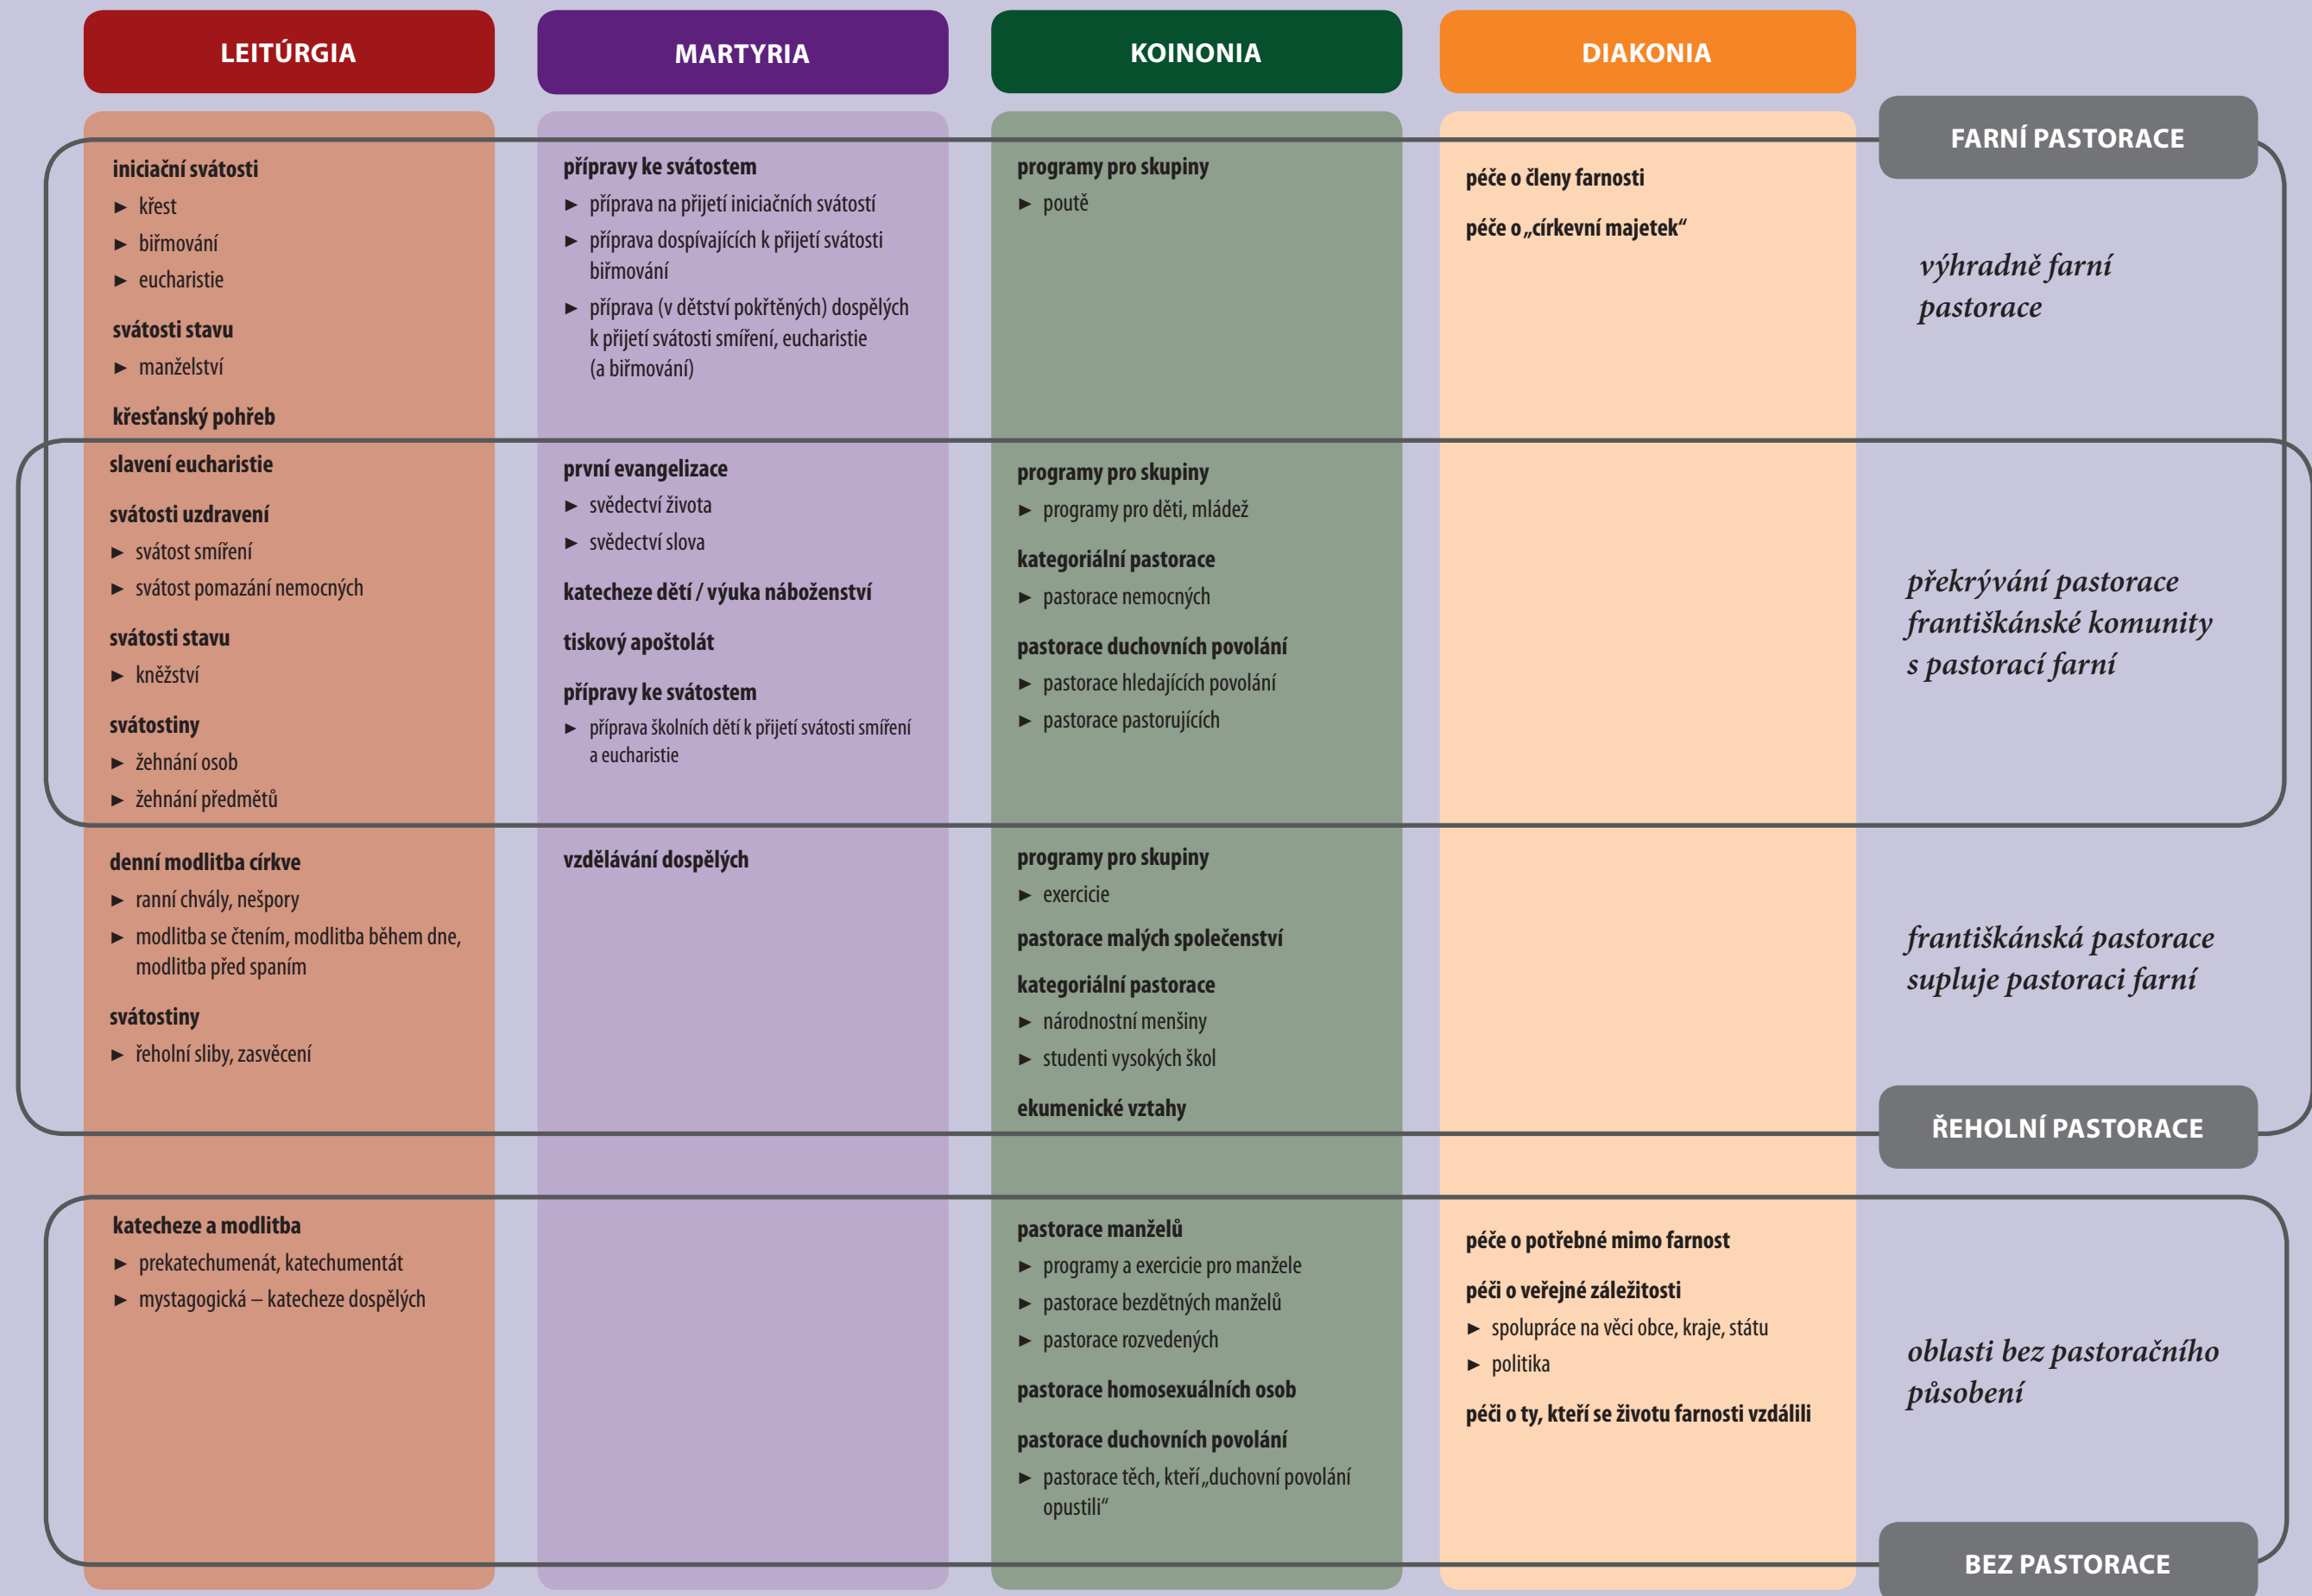 LEITÚRGIA
MARTYRIA
KOINONIA
DIAKONIA
FARNÍ PASTORACE
iniciační svátosti
► křest
► biřmování
► eucharistie
svátosti stavu
► manželství
křesťanský pohřeb
přípravy ke svátostem
► příprava na přijetí iniciačních svátostí
► příprava dospívajících k přijetí svátosti
biřmování
► příprava (v dětství pokřtěných) dospělých
k přijetí svátosti smíření, eucharistie
(a biřmování)
programy pro skupiny
► poutě
péče o členy farnosti
péče o „církevní majetek“
výhradně farní
pastorace
slavení eucharistie
svátosti uzdravení
► svátost smíření
► svátost pomazání nemocných
svátosti stavu
► kněžství
svátostiny
► žehnání osob
► žehnání předmětů
první evangelizace
► svědectví života
► svědectví slova
katecheze dětí / výuka náboženství
tiskový apoštolát
přípravy ke svátostem
► příprava školních dětí k přijetí svátosti smíření
a eucharistie
programy pro skupiny
► programy pro děti, mládež
kategoriální pastorace
► pastorace nemocných
pastorace duchovních povolání
► pastorace hledajících povolání
► pastorace pastorujících
překrývání pastorace
františkánské komunity
s pastorací farní
denní modlitba církve
► ranní chvály, nešpory
► modlitba se čtením, modlitba během dne,
modlitba před spaním
svátostiny
► řeholní sliby, zasvěcení
vzdělávání dospělých
programy pro skupiny
► exercicie
pastorace malých společenství
kategoriální pastorace
► národnostní menšiny
► studenti vysokých škol
ekumenické vztahy
františkánská pastorace
supluje pastoraci farní
ŘEHOLNÍ PASTORACE
katecheze a modlitba
► prekatechumenát, katechumentát
► mystagogická – katecheze dospělých
pastorace manželů
► programy a exercicie pro manžele
► pastorace bezdětných manželů
► pastorace rozvedených
pastorace homosexuálních osob
pastorace duchovních povolání
► pastorace těch, kteří „duchovní povolání
opustili“
péče o potřebné mimo farnost
péči o veřejné záležitosti
► spolupráce na věci obce, kraje, státu
► politika
péči o ty, kteří se životu farnosti vzdálili
oblasti bez pastoračního
působení
BEZ PASTORACE